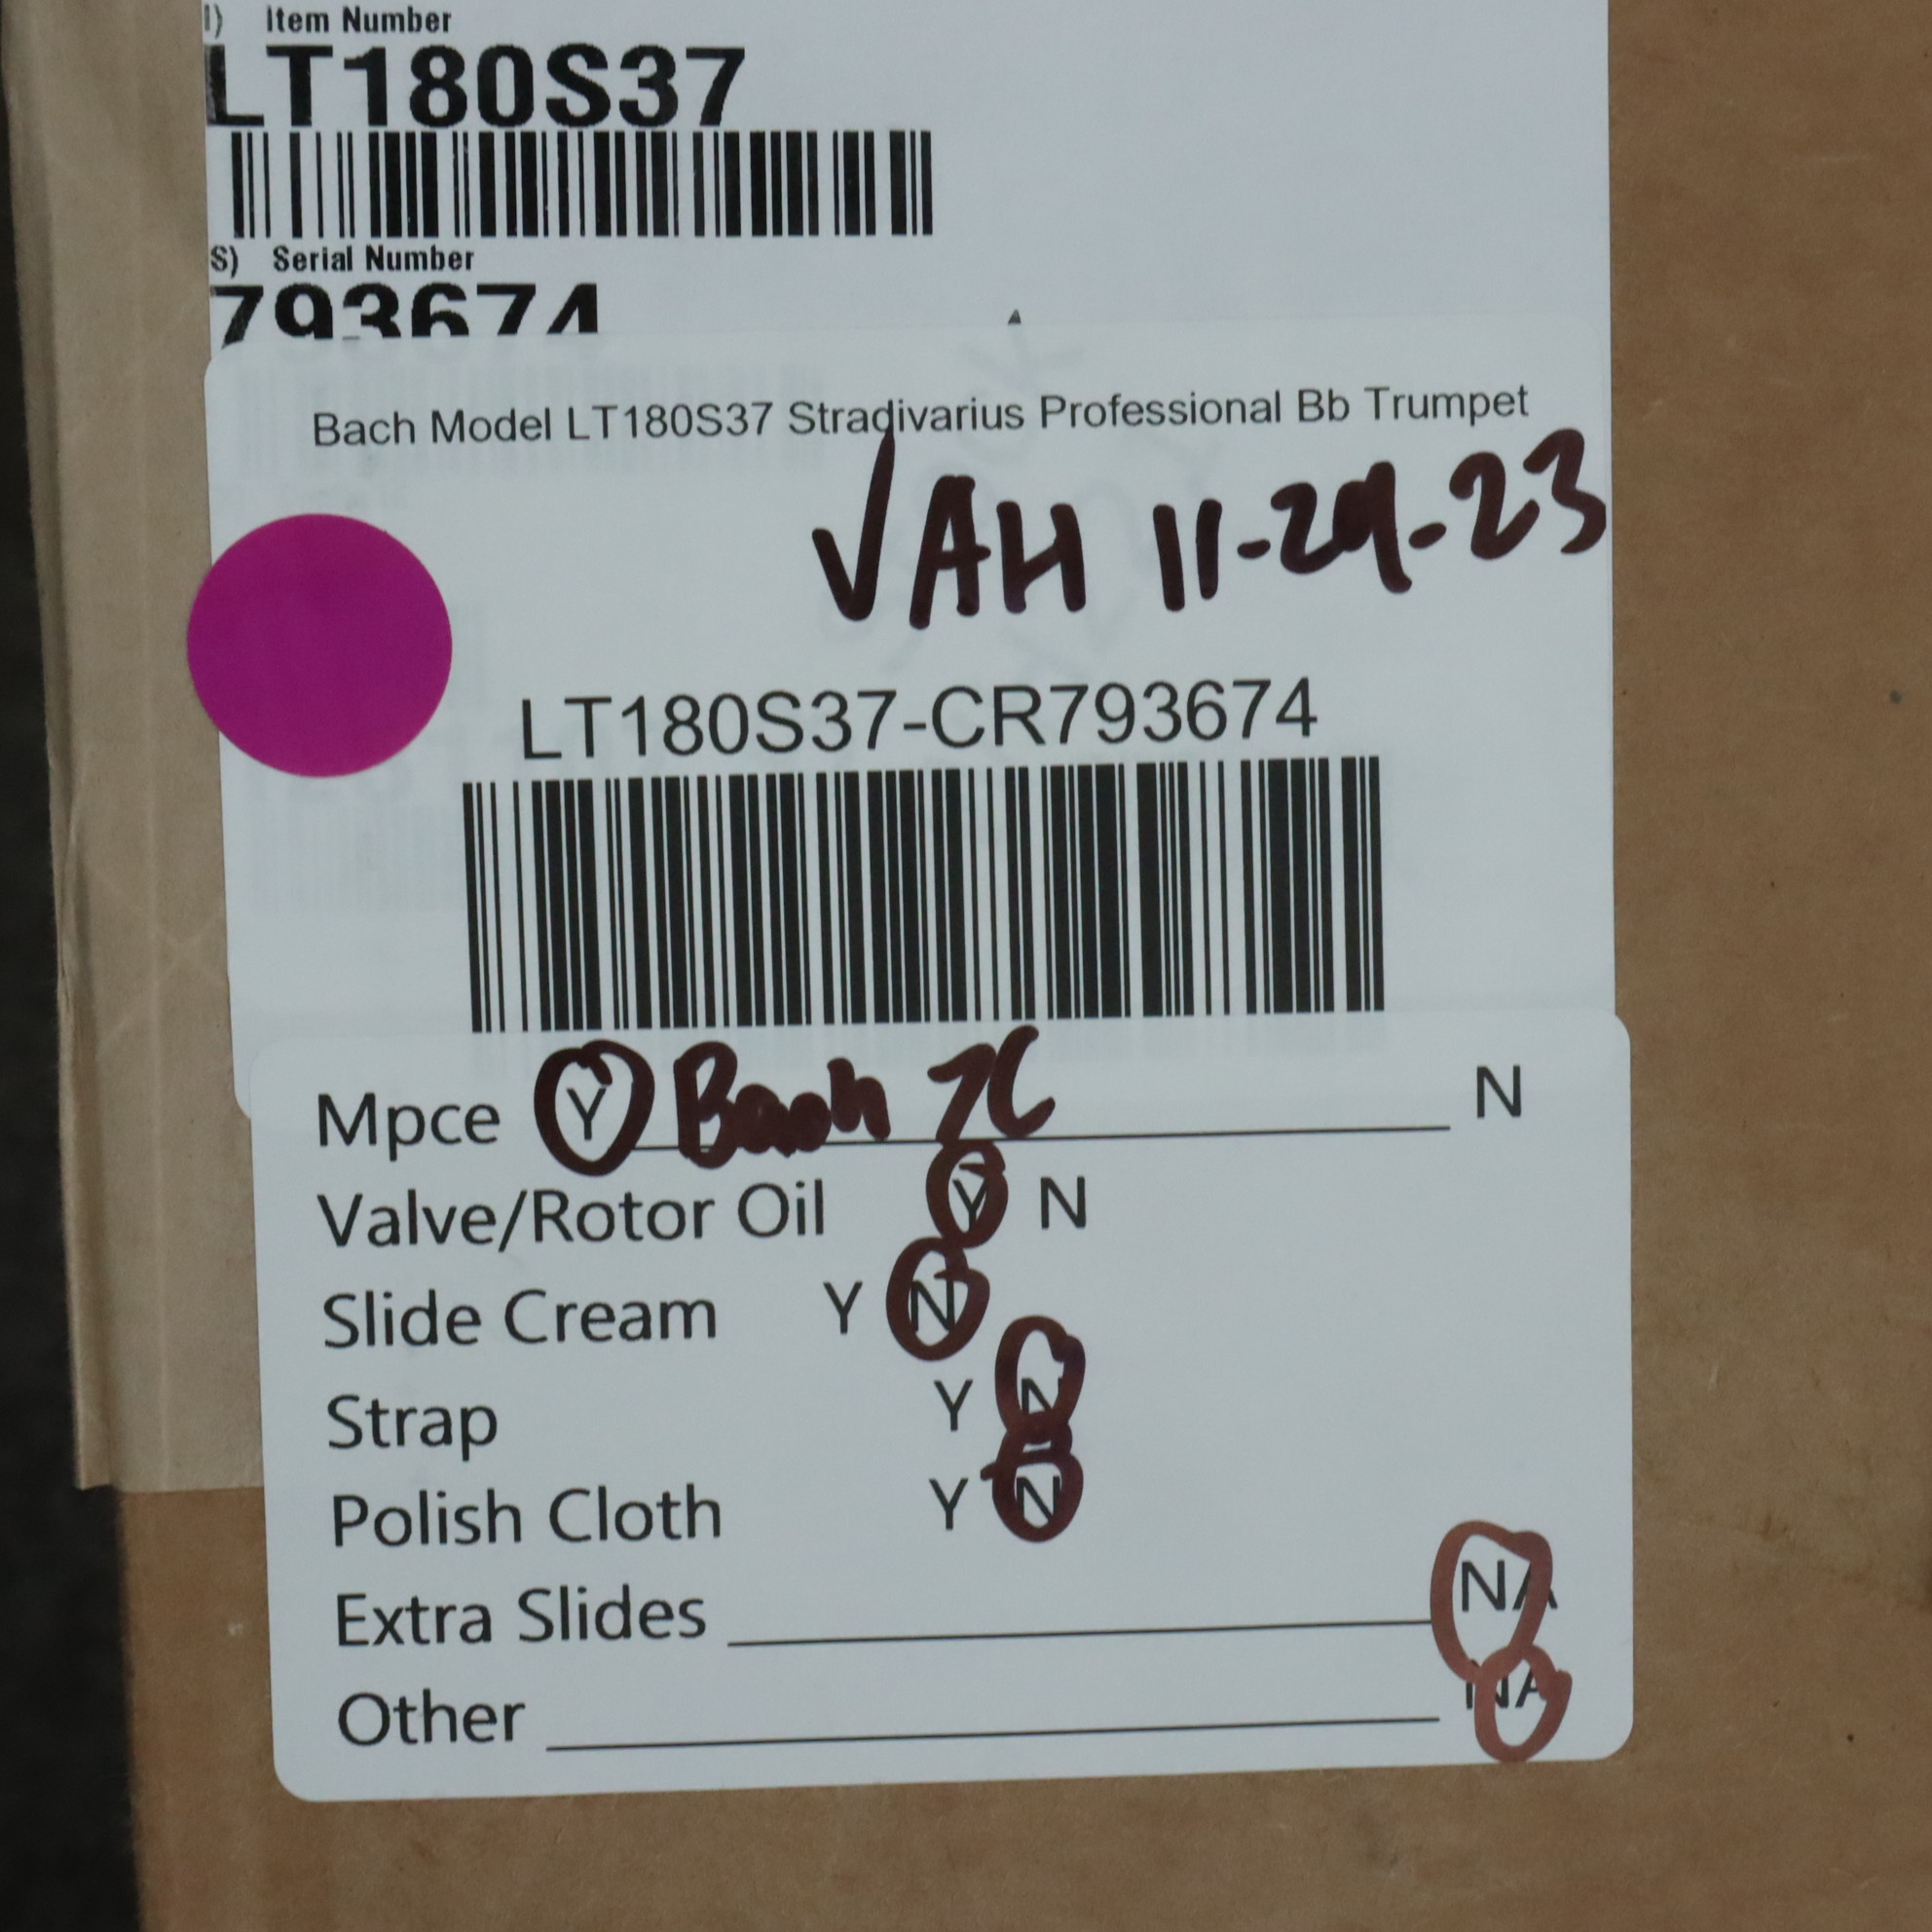 I) Item Number
LT180S37
S) Serial Number
793674
Bach Model LT180S37 Stradivarius Professional Bb Trumpet
√AH 11-29-23
LT180S37-CR793674
Mpce Y Bach 7C N
Valve/Rotor Oil Y N
Slide Cream Y N
Strap Y N
Polish Cloth Y N
Extra Slides NA
Other NA